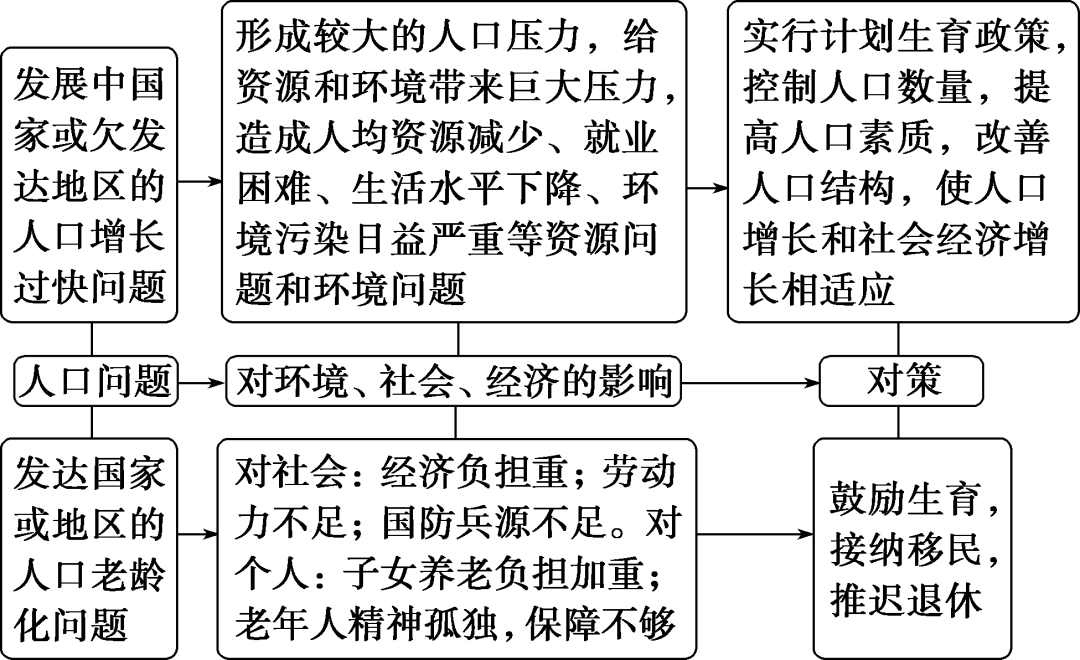 发展中国
家或欠发
达地区的
人口增长
过快问题
形成较大的人口压力，给
资源和环境带来巨大压力，
造成人均资源减少、就业
困难、生活水平下降、环
境污染日益严重等资源问
题和环境问题
实行计划生育政策，
控制人口数量，提
高人口素质，改善
人口结构，使人口
增长和社会经济增
长相适应
人口问题
对环境、社会、经济的影响
对策
发达国家
或地区的
人口老龄
化问题
对社会：经济负担重；劳动
力不足；国防兵源不足。对
个人：子女养老负担加重；
老年人精神孤独，保障不够
鼓励生育，
接纳移民，
推迟退休